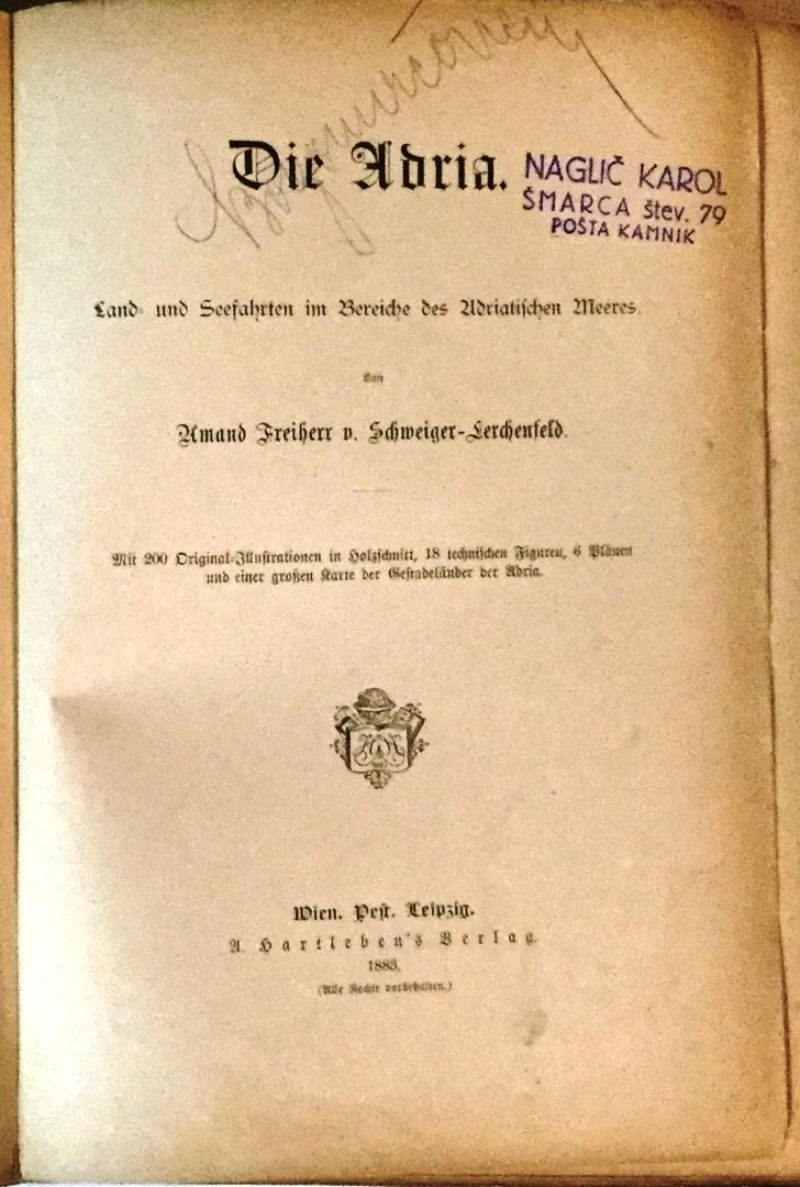 Die Adria.
NAGLIČ KAROL
ŠMARCA štev. 79
POŠTA KAMNIK
Land- und Seefahrten im Bereiche des Adriatischen Meeres.
Von
Amand Freiherr v. Schweiger-Lerchenfeld.
Mit 200 Original-Illustrationen in Holzschnitt, 18 technischen Figuren, 6 Plänen
und einer großen Karte der Gestadeländer der Adria.
Wien. Pest. Leipzig.
A. Hartleben's Verlag.
1883.
(Alle Rechte vorbehalten.)